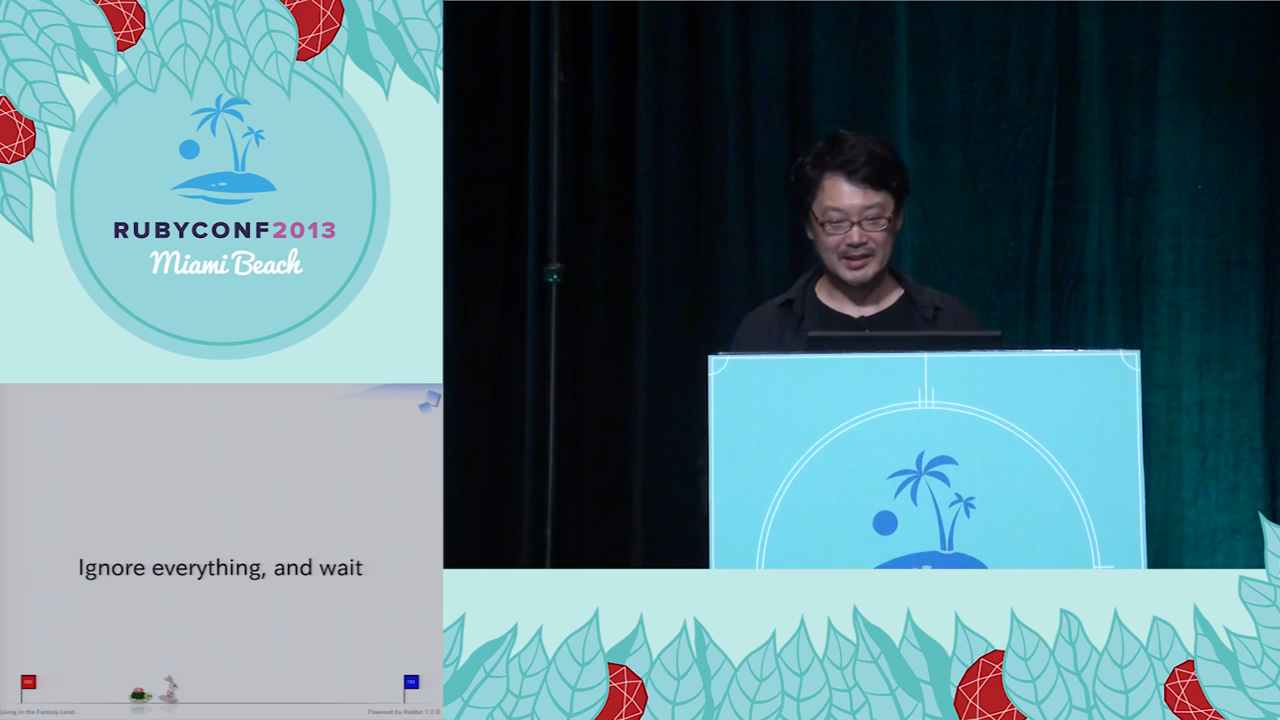 RUBYCONF2013
Miami Beach
Ignore everything, and wait
Living in the Fantasy Land
Powered by Rabbit 1.0.8